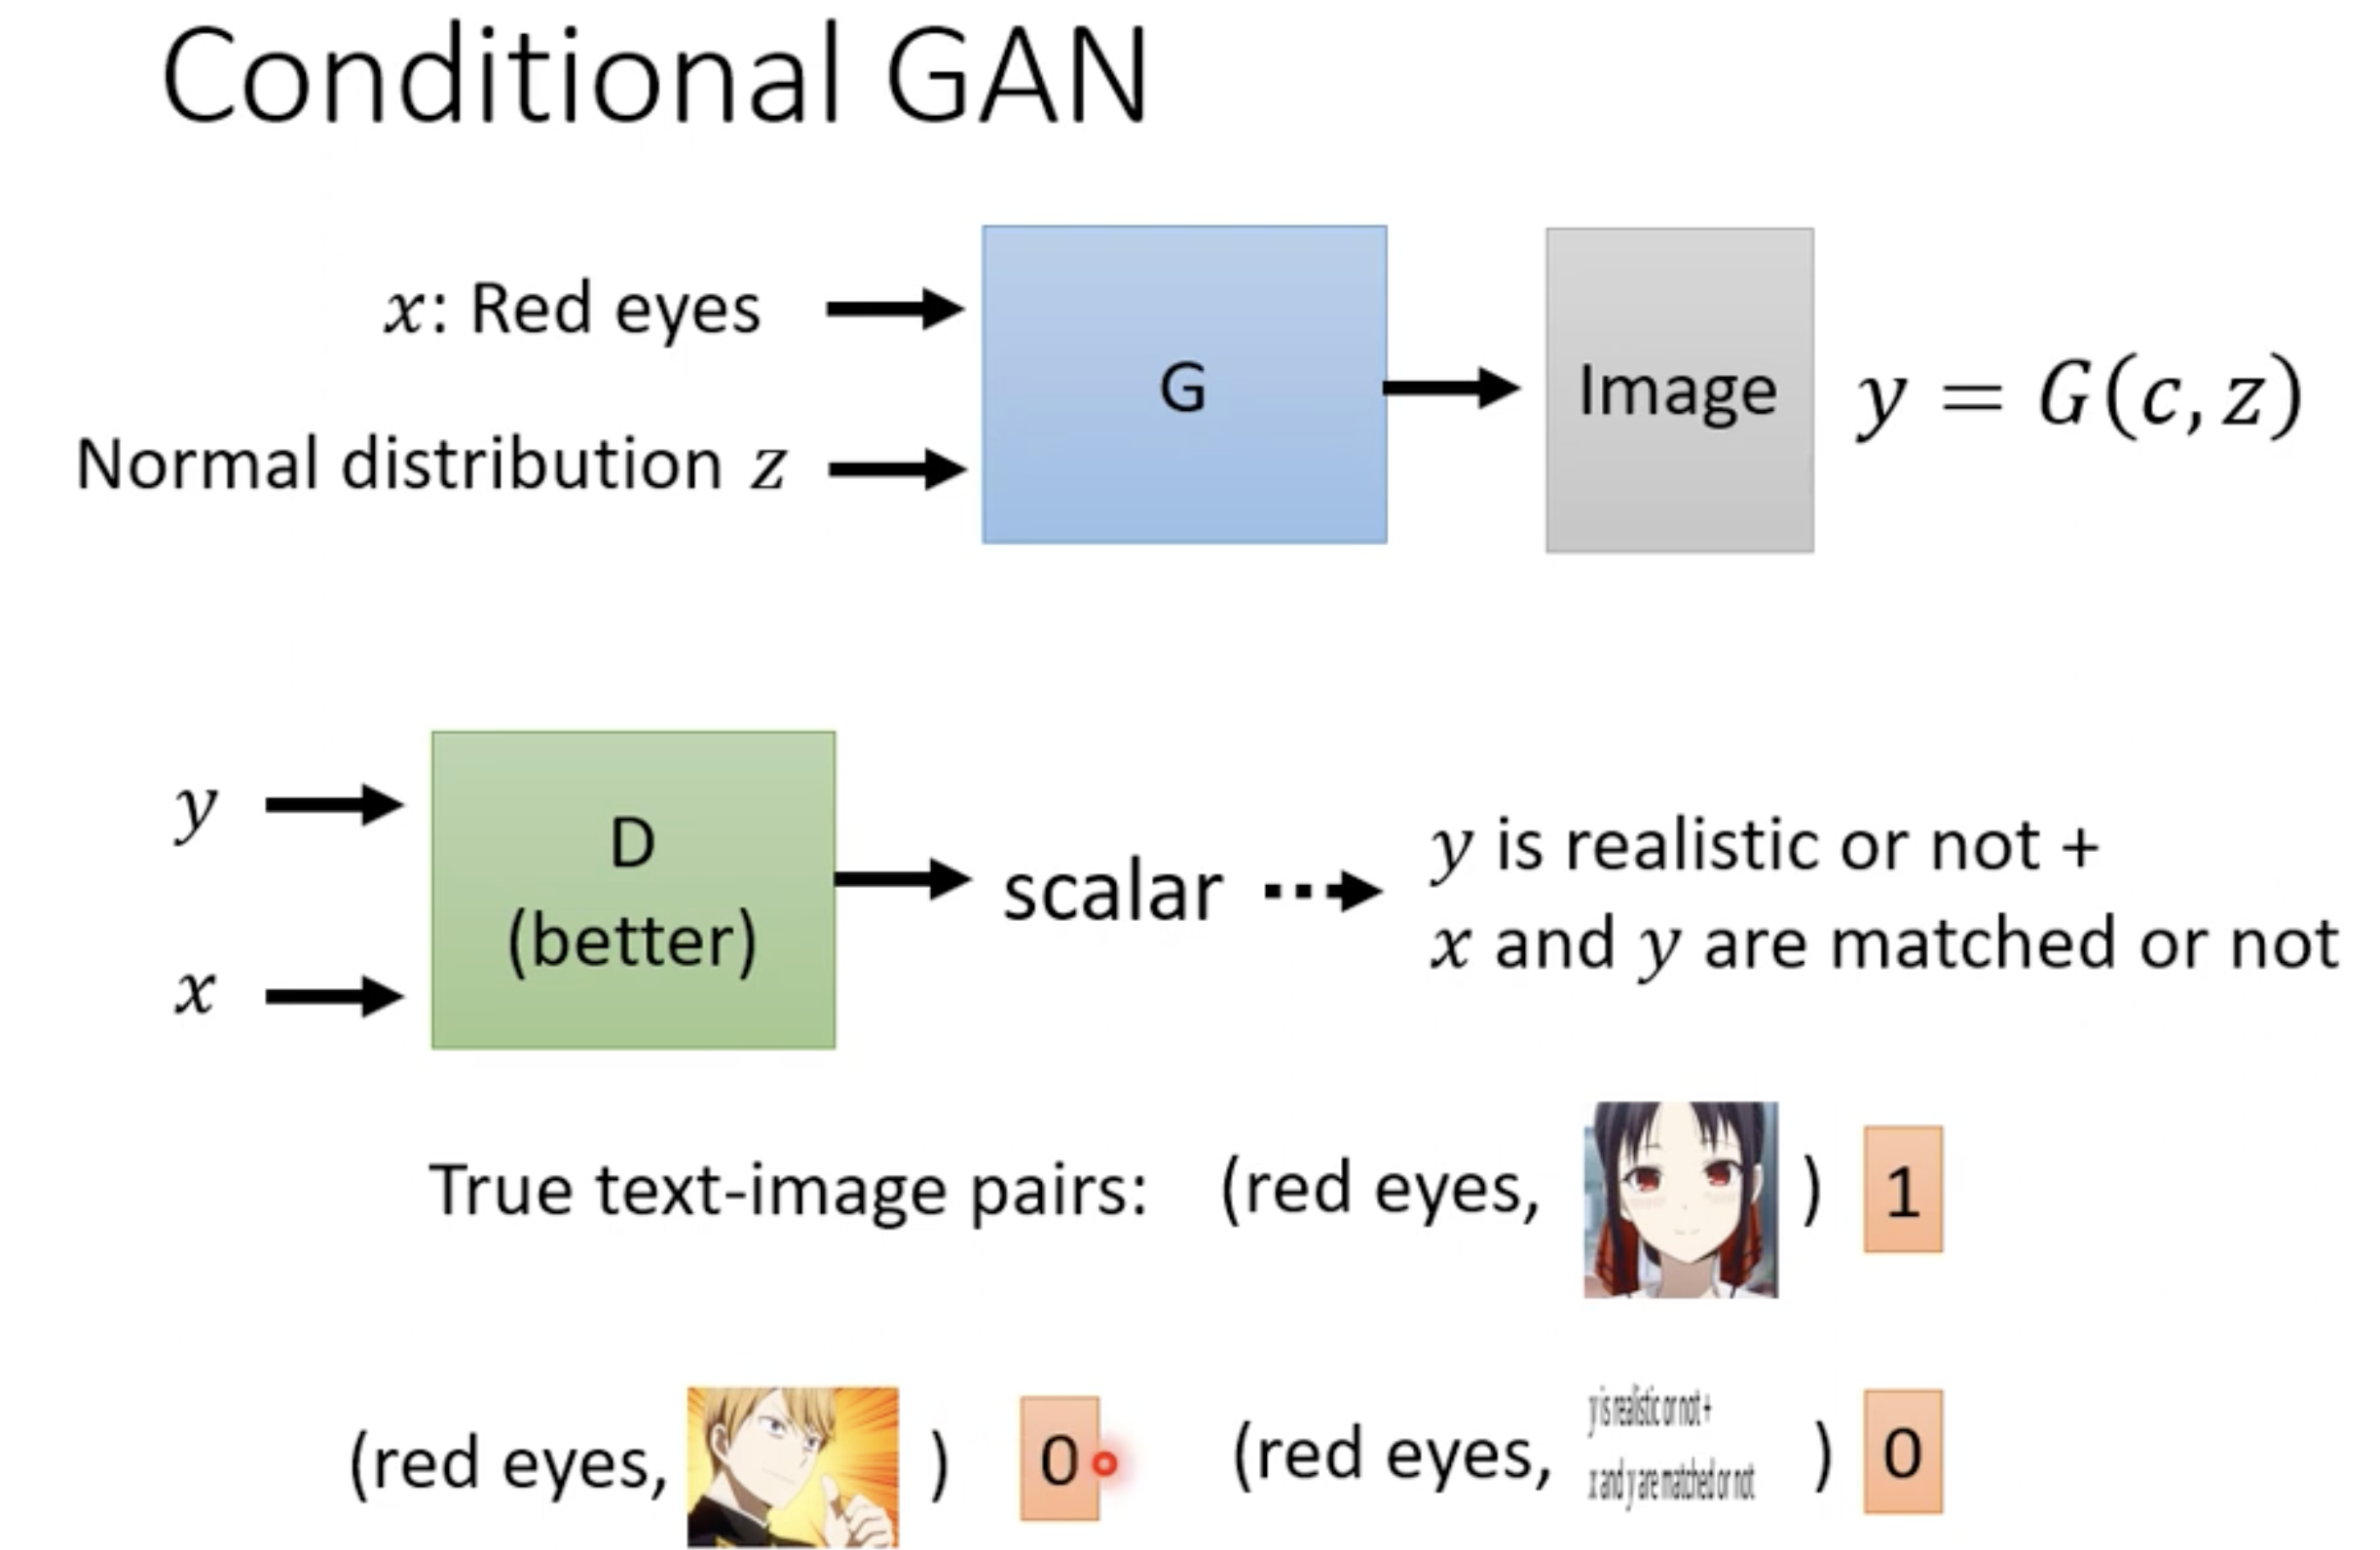 Conditional GAN
x: Red eyes
Normal distribution z
G
Image
y = G(c, z)
y
x
D
(better)
scalar
y is realistic or not +
x and y are matched or not
True text-image pairs:
(red eyes, ) 1
(red eyes, ) 0
(red eyes,
y is realistic or not +
x and y are matched or not
) 0